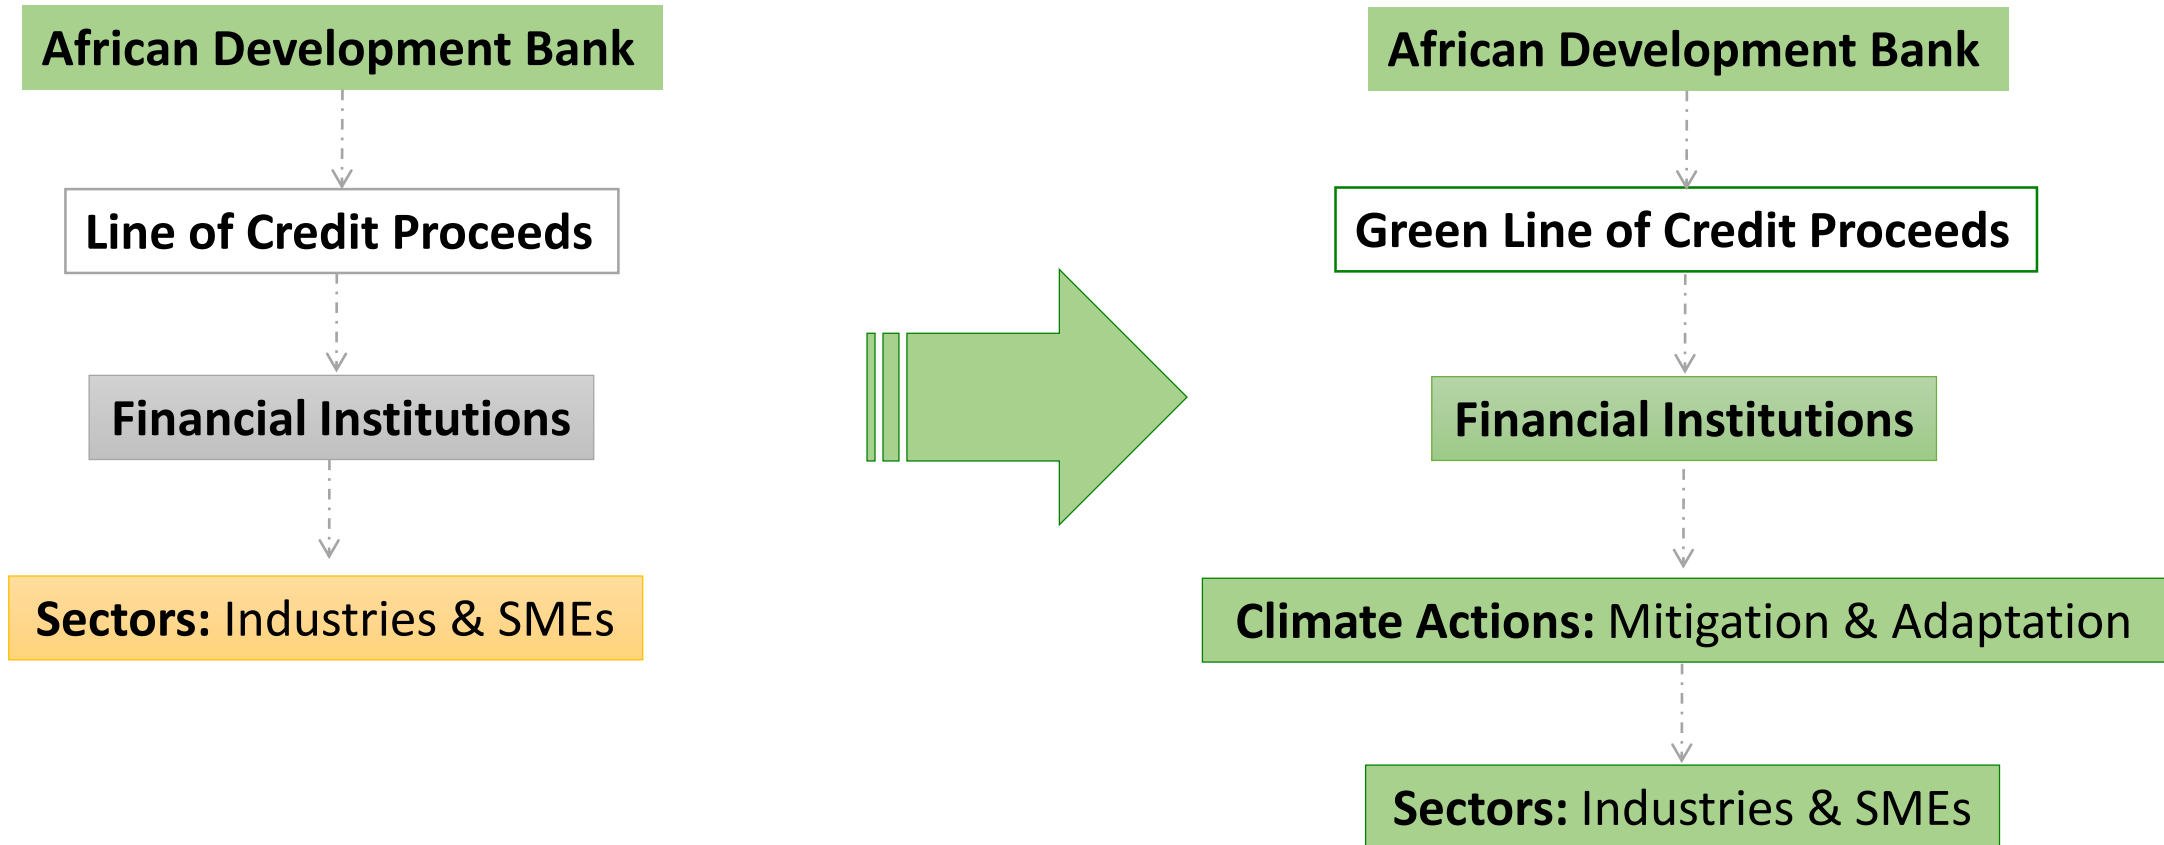 African Development Bank
Line of Credit Proceeds
Financial Institutions
Sectors: Industries & SMEs
African Development Bank
Green Line of Credit Proceeds
Financial Institutions
Climate Actions: Mitigation & Adaptation
Sectors: Industries & SMEs